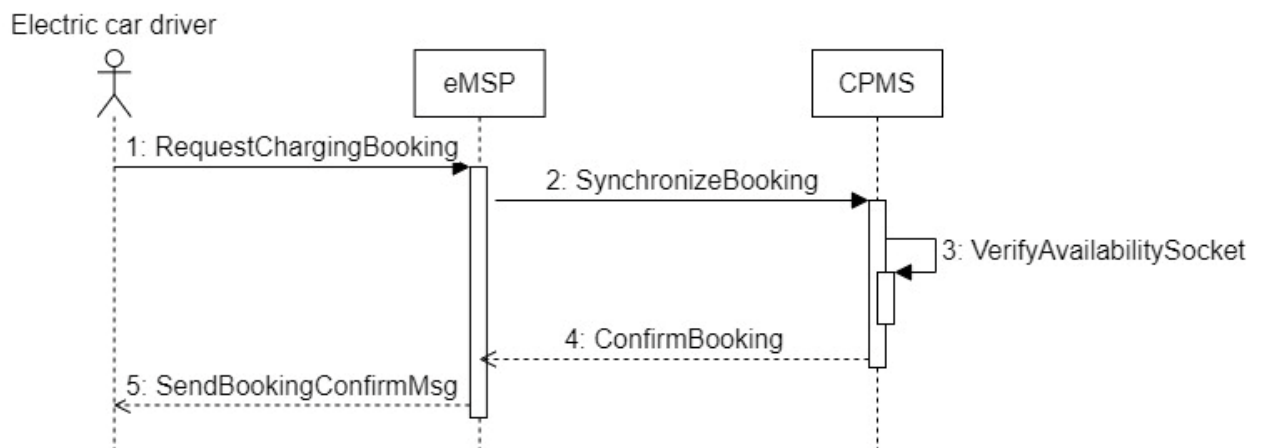 Electric car driver
eMSP
CPMS
1: RequestChargingBooking
2: SynchronizeBooking
3: VerifyAvailabilitySocket
4: ConfirmBooking
5: SendBookingConfirmMsg